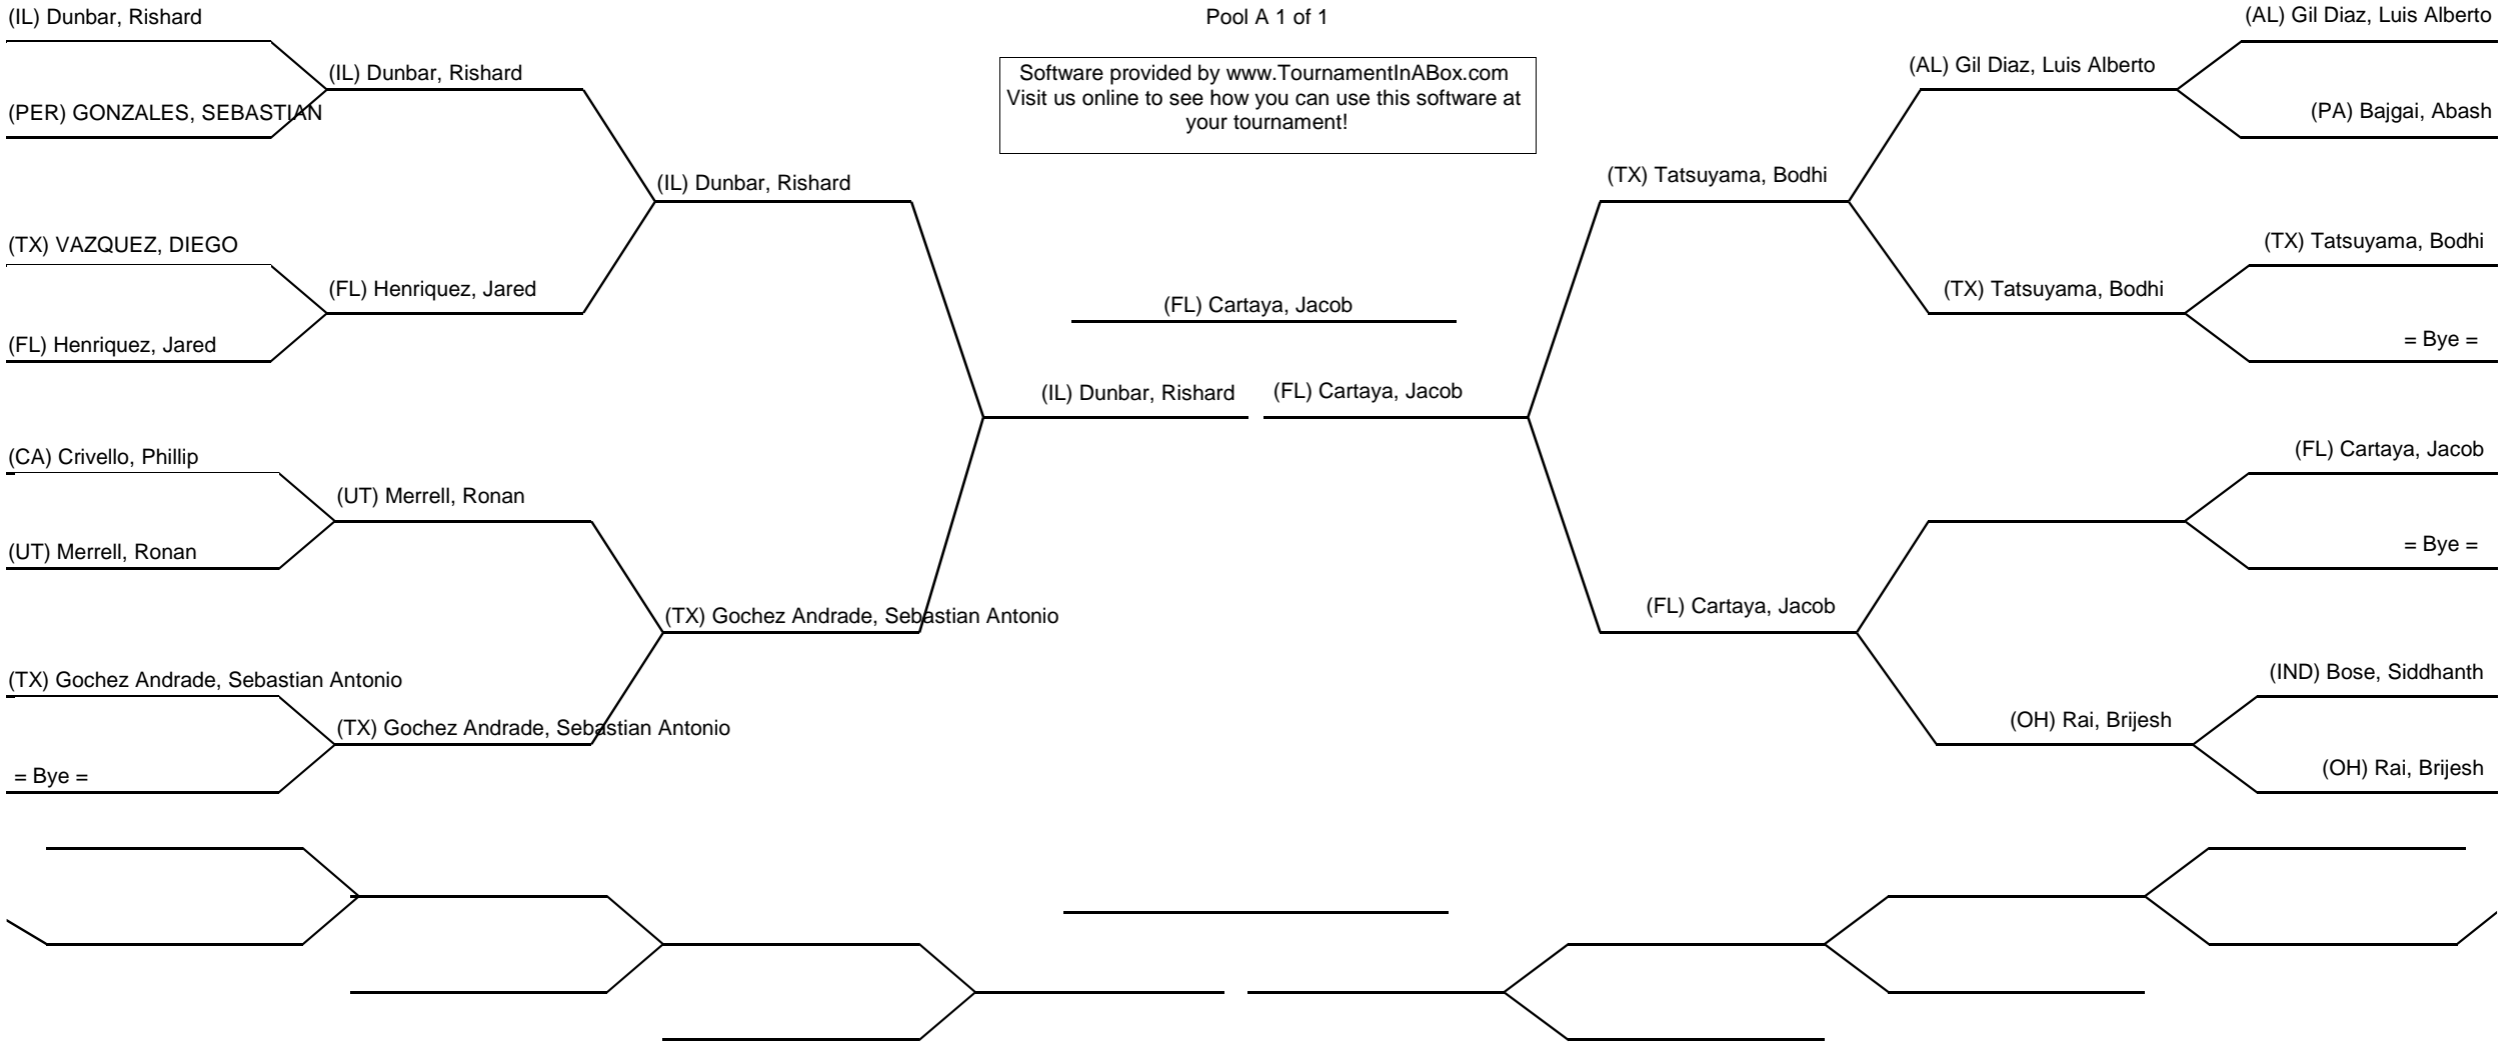 (IL) Dunbar, Rishard
Pool A 1 of 1
(AL) Gil Diaz, Luis Alberto
Software provided by www.TournamentInABox.com
Visit us online to see how you can use this software at
your tournament!
(IL) Dunbar, Rishard
(AL) Gil Diaz, Luis Alberto
(PER) GONZALES, SEBASTIAN
(PA) Bajgai, Abash
(IL) Dunbar, Rishard
(TX) Tatsuyama, Bodhi
(TX) VAZQUEZ, DIEGO
(TX) Tatsuyama, Bodhi
(FL) Henriquez, Jared
(FL) Cartaya, Jacob
(TX) Tatsuyama, Bodhi
(FL) Henriquez, Jared
= Bye =
(IL) Dunbar, Rishard
(FL) Cartaya, Jacob
(CA) Crivello, Phillip
(FL) Cartaya, Jacob
(UT) Merrell, Ronan
(UT) Merrell, Ronan
= Bye =
(TX) Gochez Andrade, Sebastian Antonio
(FL) Cartaya, Jacob
(TX) Gochez Andrade, Sebastian Antonio
(IND) Bose, Siddhanth
(TX) Gochez Andrade, Sebastian Antonio
(OH) Rai, Brijesh
= Bye =
(OH) Rai, Brijesh